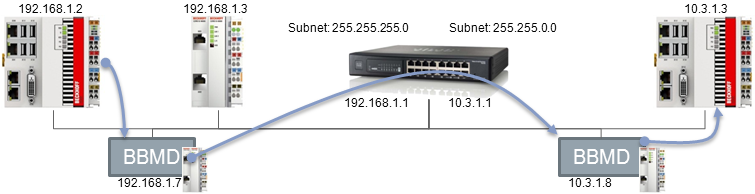 192.168.1.2
192.168.1.3
10.3.1.3
Subnet: 255.255.255.0
Subnet: 255.255.0.0
192.168.1.1
10.3.1.1
BECKHOFF
BECKHOFF
BBMD
192.168.1.7
BBMD
10.3.1.8